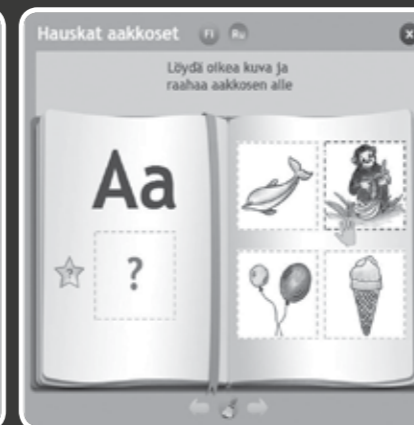 Hauskat aakkoset FI Ru X
Löydä oikea kuva ja
raahaa aakkosen alle
Aa
?
?